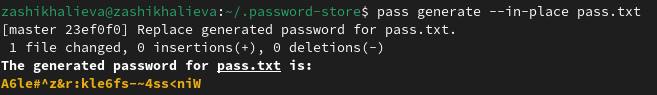 zashikhalieva@zashikhalieva:~/.password-store$ pass generate --in-place pass.txt
[master 23ef0f0] Replace generated password for pass.txt.
 1 file changed, 0 insertions(+), 0 deletions(-)
The generated password for pass.txt is:
A6le#^z&r:kle6fs-~4ss<niW